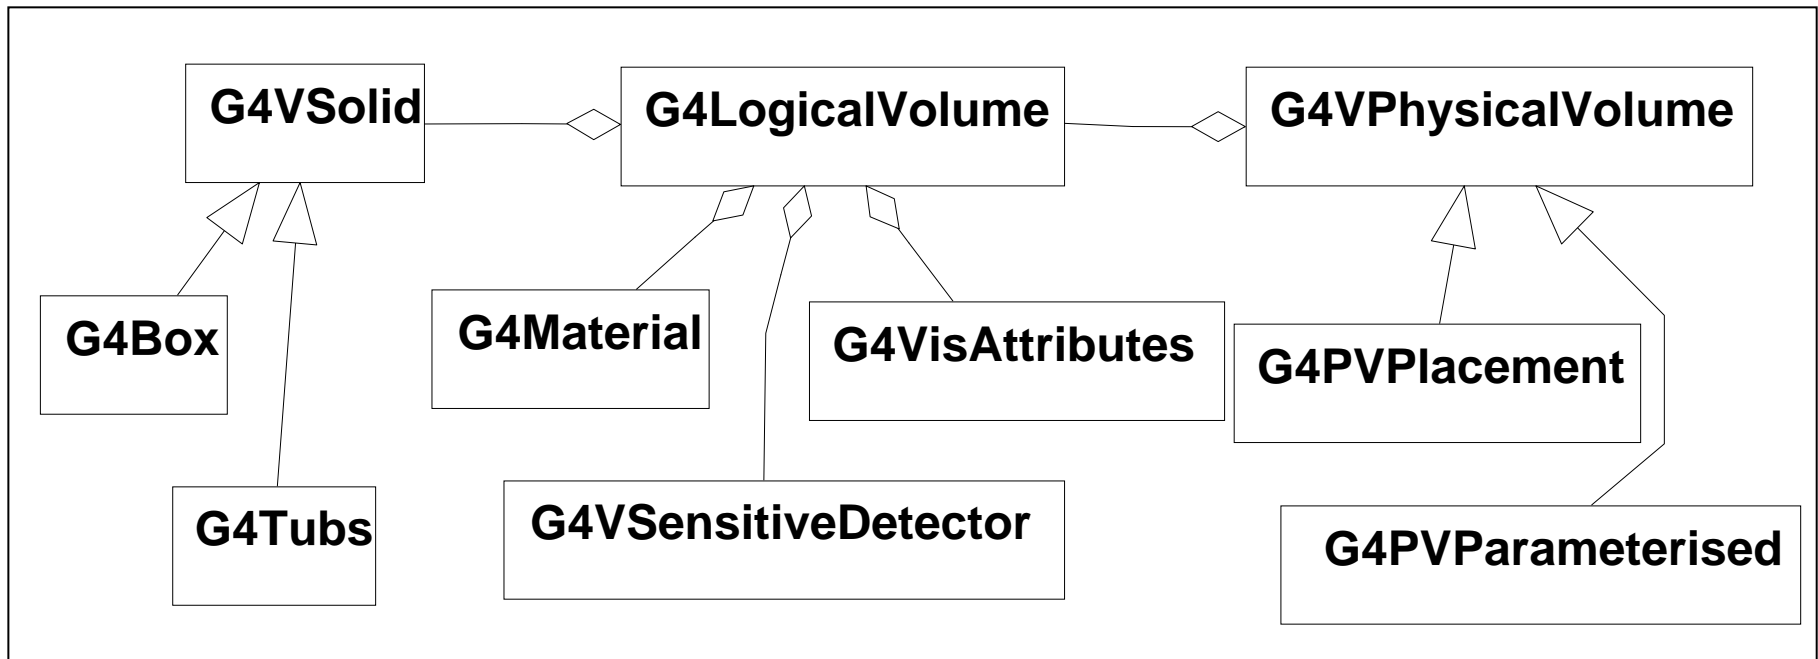 G4VSolid
G4LogicalVolume
G4VPhysicalVolume
G4Box
G4Material
G4VisAttributes
G4PVPlacement
G4Tubs
G4VSensitiveDetector
G4PVParameterised